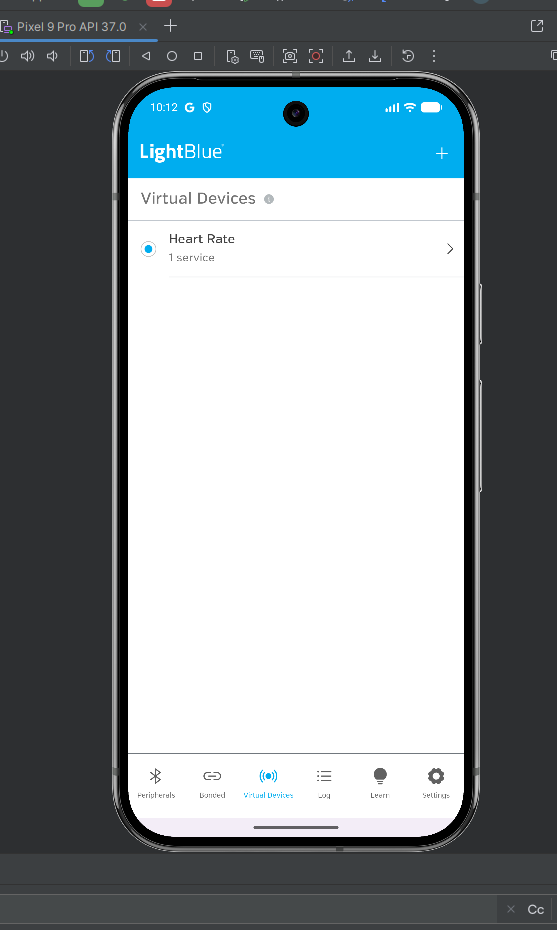 Pixel 9 Pro API 37.0
10:12
LightBlue
Virtual Devices
Heart Rate
1 service
Peripherals
Bonded
Virtual Devices
Log
Learn
Settings
Cc